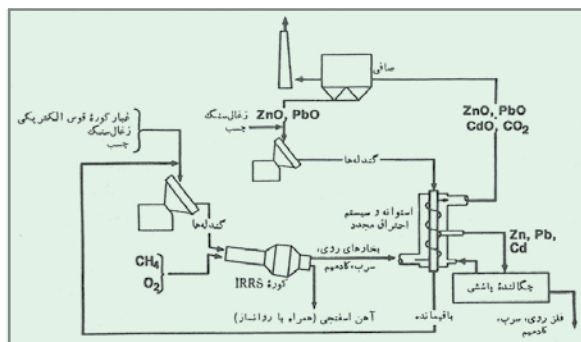 صافی
ZnO, PbO
زغال‌سنگ
چسب
ZnO, PbO
CdO, CO2
غبار کورهٔ قوس الکتریکی
زغال‌سنگ
چسب
گندله‌ها
گندله‌ها
استوانه و سیستم
احتراق مجدد
Zn, Pb,
Cd
بخارهای روی،
سرب، کادمیم
CH4
O2
کورهٔ IRRS
چگالندهٔ پاششی
آهن اسفنجی (همراه با روانساز)
باقیمانده
فلز روی، سرب،
کادمیم